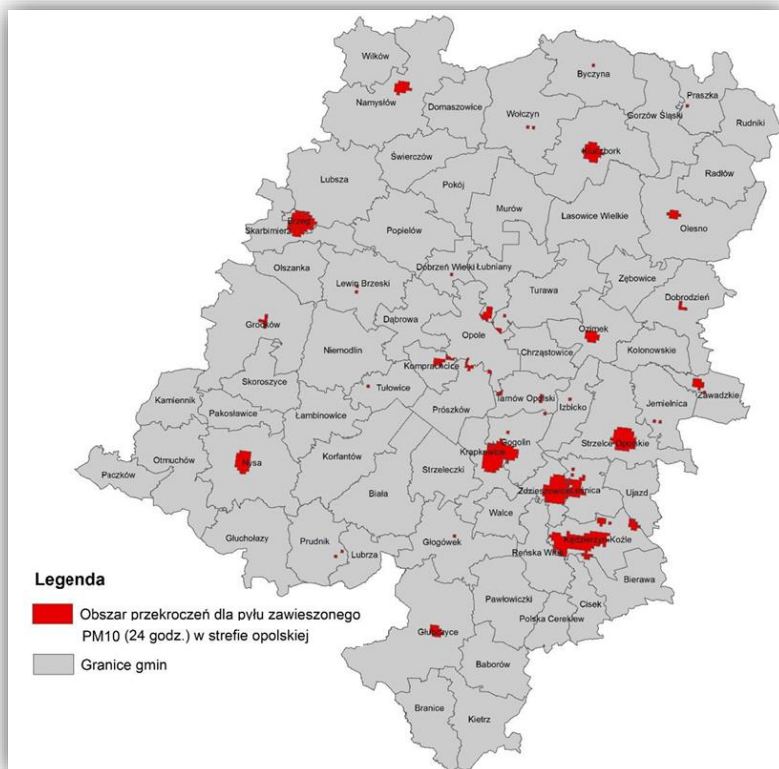 Wilków
Byczyna
Praszka
Namysłów
Domaszowice
Wołczyn
Gorzów Śląski
Rudniki
Kluczbork
Świerczów
Radłów
Lubsza
Pokój
Murów
Lasowice Wielkie
Brzeg
Skarbimierz
Popielów
Olesno
Olszanka
Dobrzeń Wielki
Łubniany
Zębowice
Lewin Brzeski
Turawa
Dobrodzień
Grodków
Dąbrowa
Opole
Ozimek
Niemodlin
Chrząstowice
Kolonowskie
Komprachcice
Skoroszyce
Tułowice
Zawadzkie
Kamiennik
Tarnów Opolski
Jemielnica
Pakosławice
Łambinowice
Prószków
Izbicko
Otmuchów
Nysa
Korfantów
Gogolin
Strzelce Opolskie
Krapkowice
Paczków
Strzeleczki
Biała
Zdzieszowice
Leśnica
Ujazd
Walce
Głuchołazy
Prudnik
Lubrza
Głogówek
Reńska Wieś
Kędzierzyn
Koźle
Bierawa
Pawłowiczki
Cisek
Polska Cerekiew
Głubczyce
Baborów
Branice
Kietrz
Legenda
Obszar przekroczeń dla pyłu zawieszonego
PM10 (24 godz.) w strefie opolskiej
Granice gmin